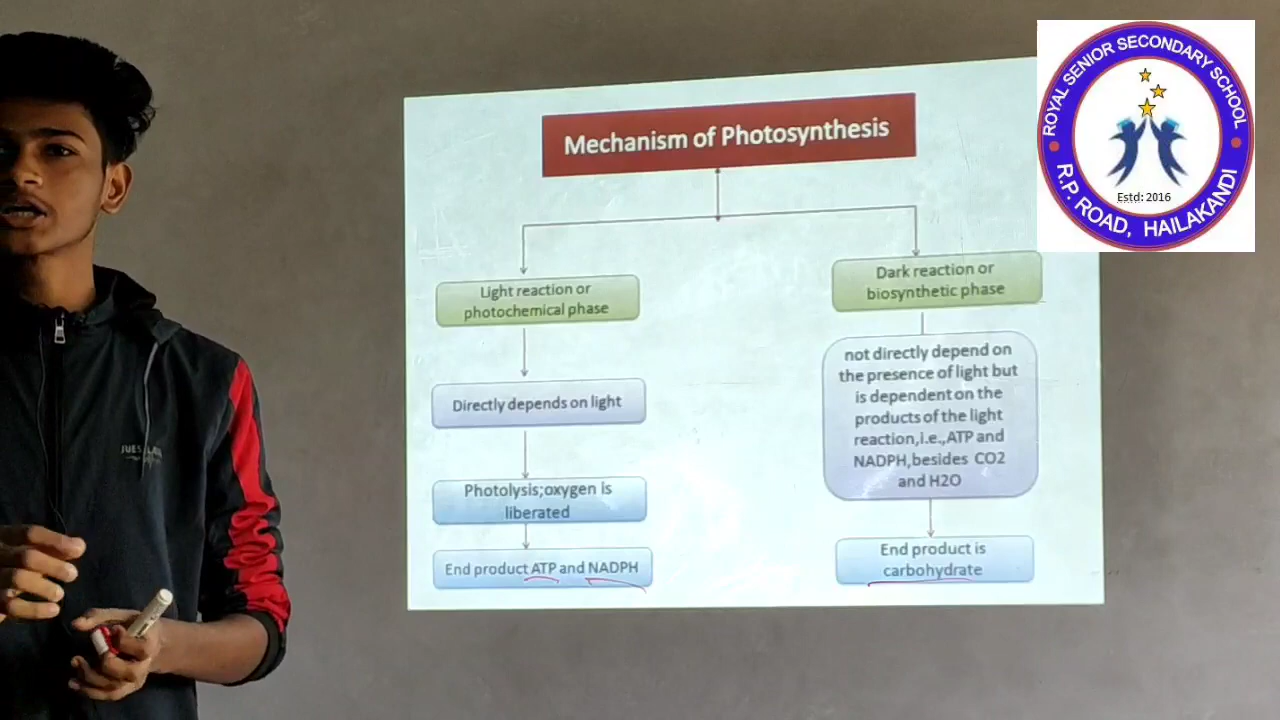 Mechanism of Photosynthesis
Light reaction or
photochemical phase
Directly depends on light
Photolysis;oxygen is
liberated
End product ATP and NADPH
Dark reaction or
biosynthetic phase
not directly depend on
the presence of light but
is dependent on the
products of the light
reaction,i.e.,ATP and
NADPH,besides CO2
and H2O
End product is
carbohydrate
ROYAL SENIOR SECONDARY SCHOOL
Estd: 2016
R.P. ROAD, HAILAKANDI